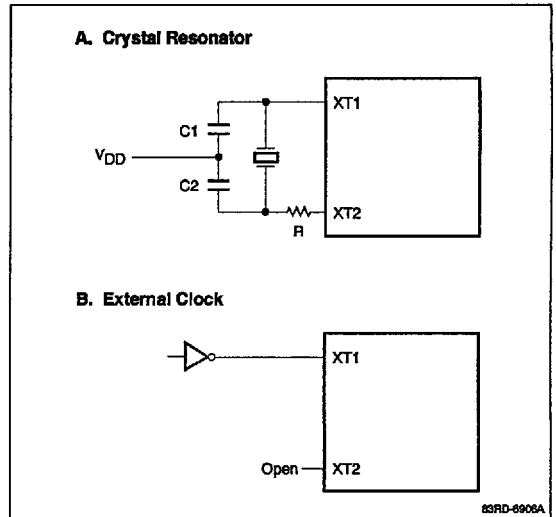 A. Crystal Resonator
XT1
C1
VDD
C2
XT2
R
B. External Clock
XT1
Open
XT2
83RD-6906A